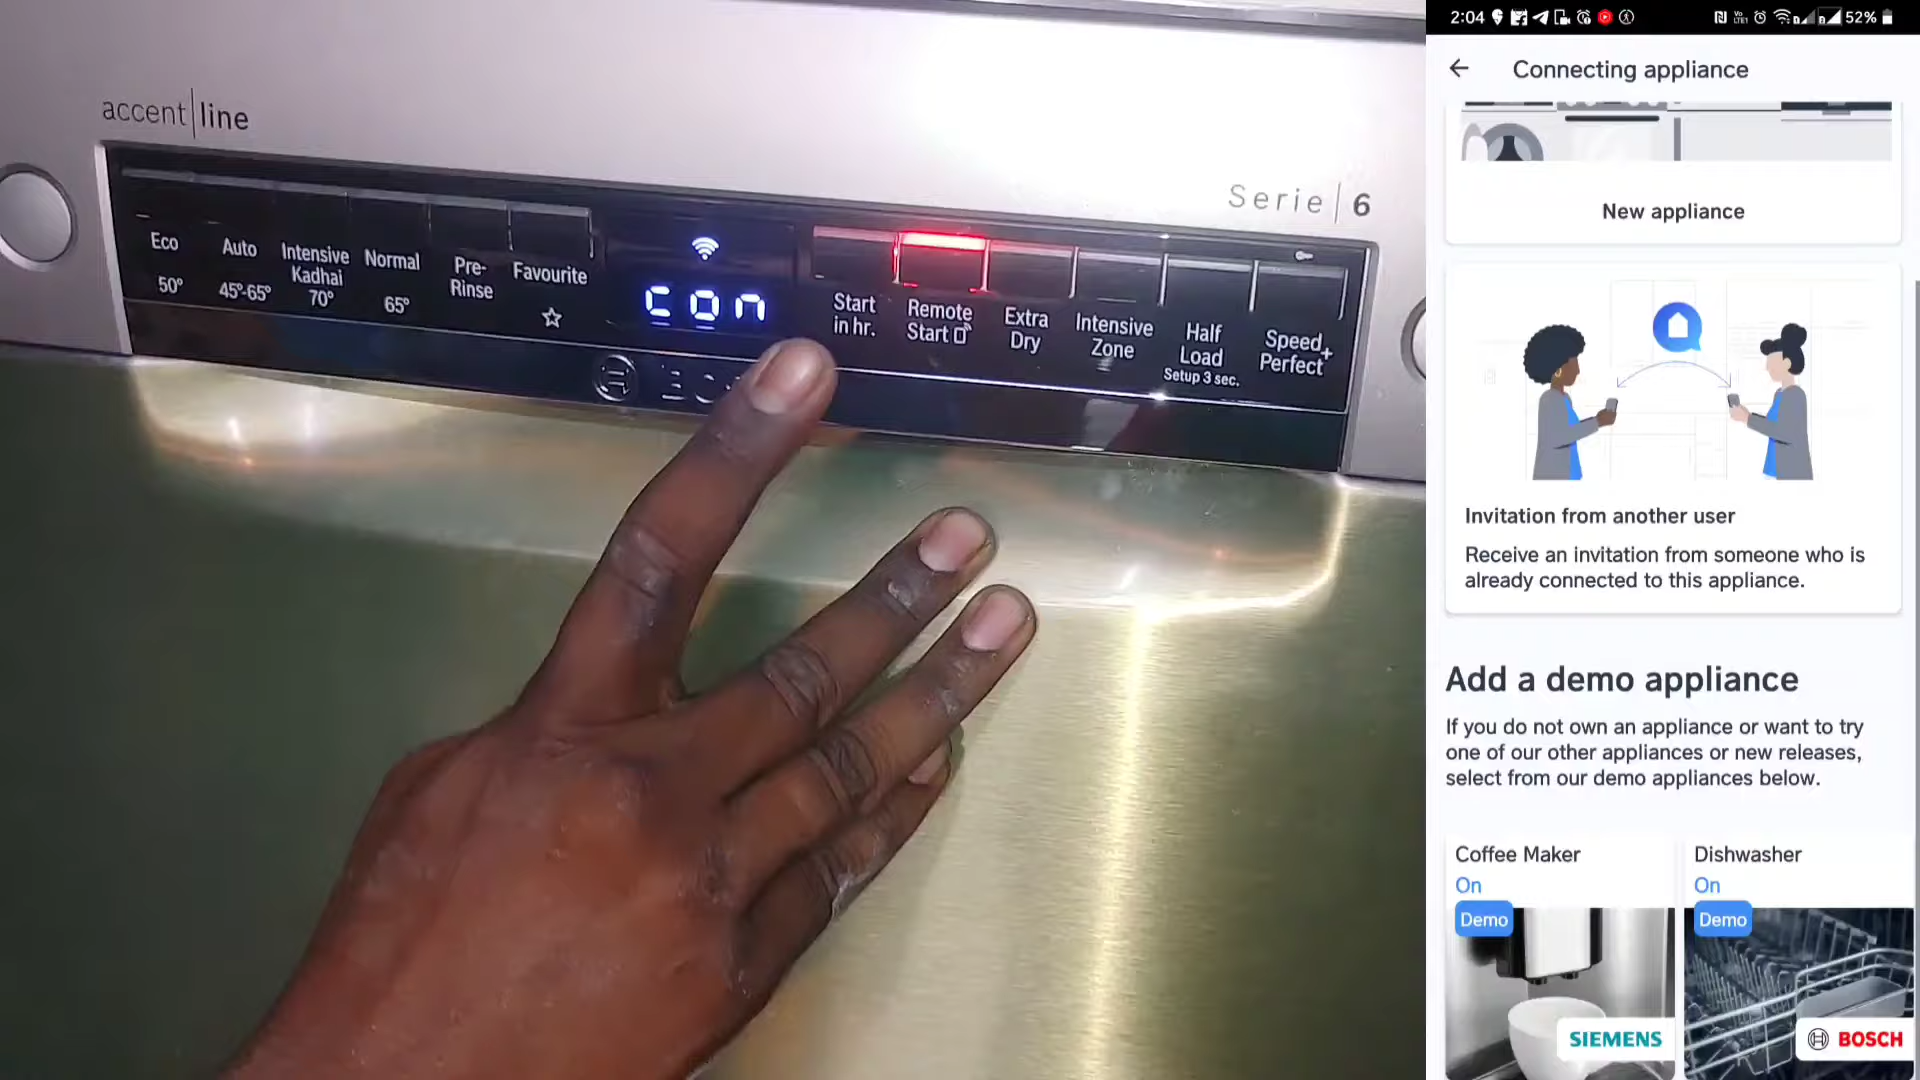 accent line
Serie 6
Eco
50°
Auto
45°-65°
Intensive
Kadhai
70°
Normal
65°
Pre-
Rinse
Favourite
con
Start
in hr.
Remote
Start
Extra
Dry
Intensive
Zone
Half
Load
Setup 3 sec.
Speed
Perfect+
2:04
52%
Connecting appliance
New appliance
Invitation from another user
Receive an invitation from someone who is
already connected to this appliance.
Add a demo appliance
If you do not own an appliance or want to try
one of our other appliances or new releases,
select from our demo appliances below.
Coffee Maker
On
Demo
SIEMENS
Dishwasher
On
Demo
BOSCH